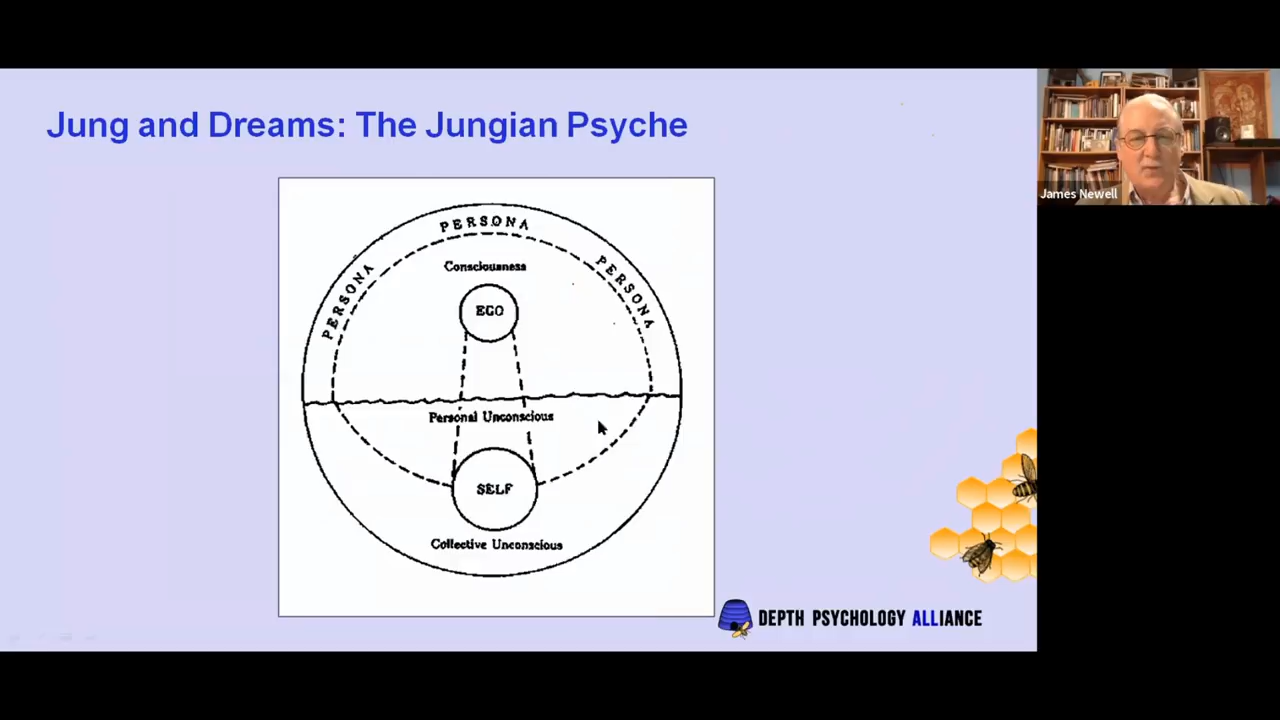 Jung and Dreams: The Jungian Psyche
James Newell
PERSONA
PERSONA
PERSONA
Consciousness
EGO
Personal Unconscious
SELF
Collective Unconscious
DEPTH PSYCHOLOGY ALLIANCE